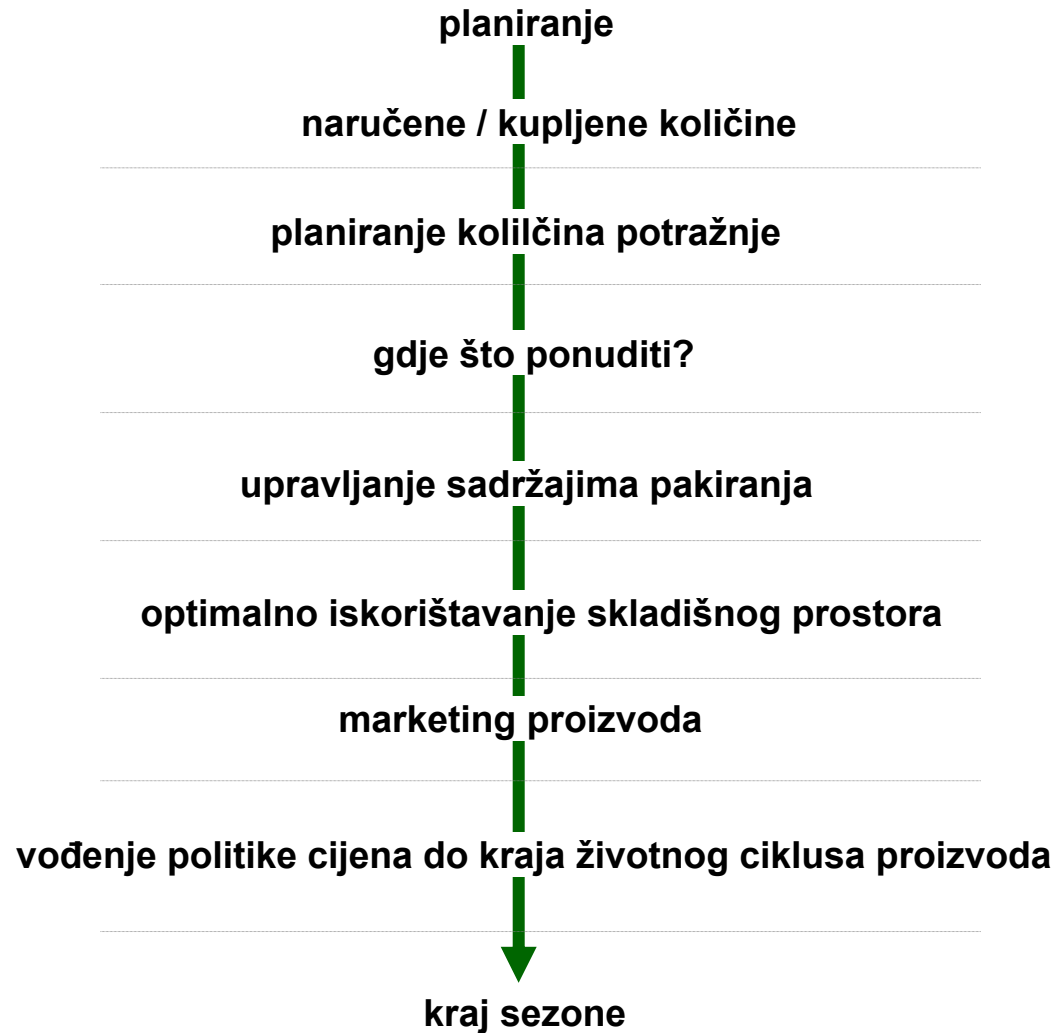 planiranje
naručene / kupljene količine
planiranje kolilčina potražnje
gdje što ponuditi?
upravljanje sadržajima pakiranja
optimalno iskorištavanje skladišnog prostora
marketing proizvoda
vođenje politike cijena do kraja životnog ciklusa proizvoda
kraj sezone